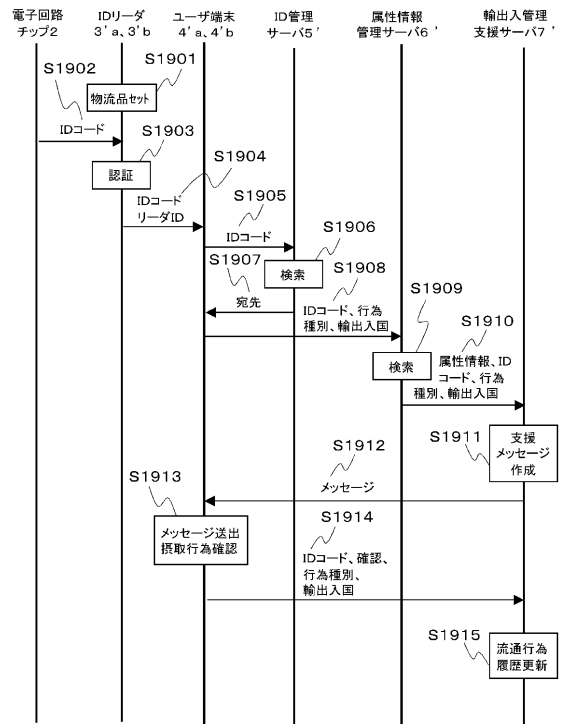 電子回路
チップ2
IDリーダ
3'a、3'b
ユーザ端末
4'a、4'b
ID管理
サーバ5'
属性情報
管理サーバ6'
輸出入管理
支援サーバ7'
S1901
物流品セット
S1902
IDコード
S1903
認証
S1904
IDコード
リーダID
S1905
IDコード
S1906
検索
S1907
宛先
S1908
IDコード、行為
種別、輸出入国
S1909
検索
S1910
属性情報、ID
コード、行為
種別、輸出入国
S1911
支援
メッセージ
作成
S1912
メッセージ
S1913
メッセージ送出
摂取行為確認
S1914
IDコード、確認、
行為種別、
輸出入国
S1915
流通行為
履歴更新